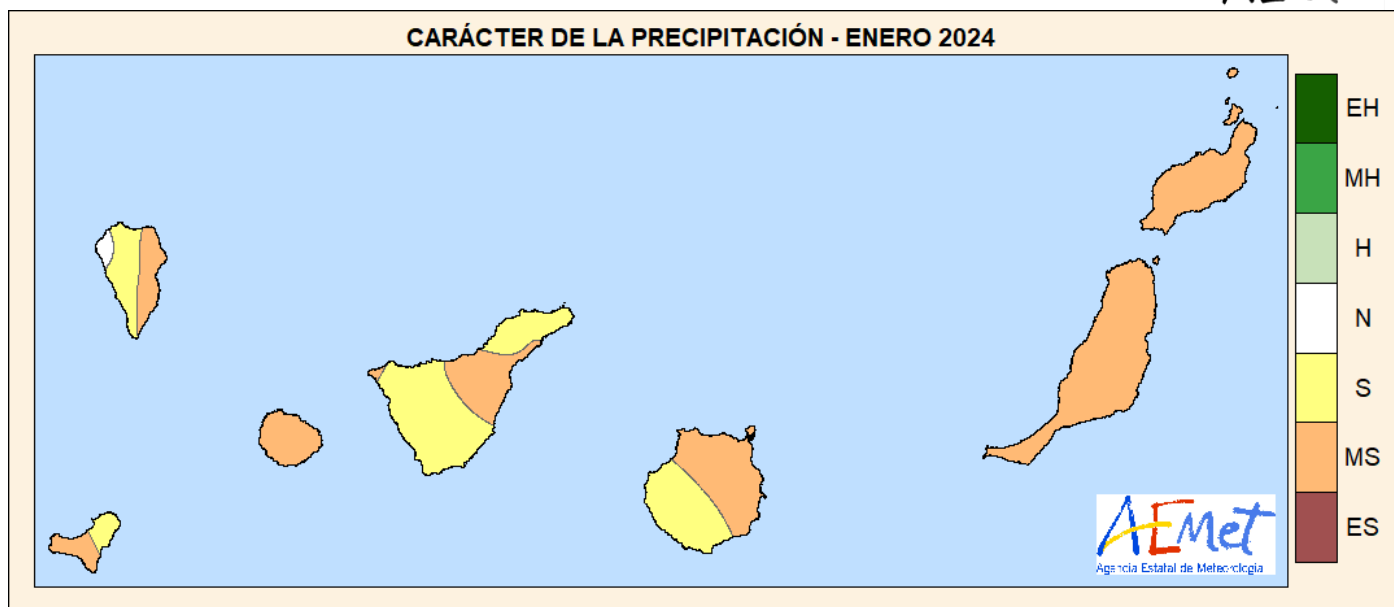 CARÁCTER DE LA PRECIPITACIÓN - ENERO 2024
EH
MH
H
N
S
MS
ES
AEMet
Agencia Estatal de Meteorología